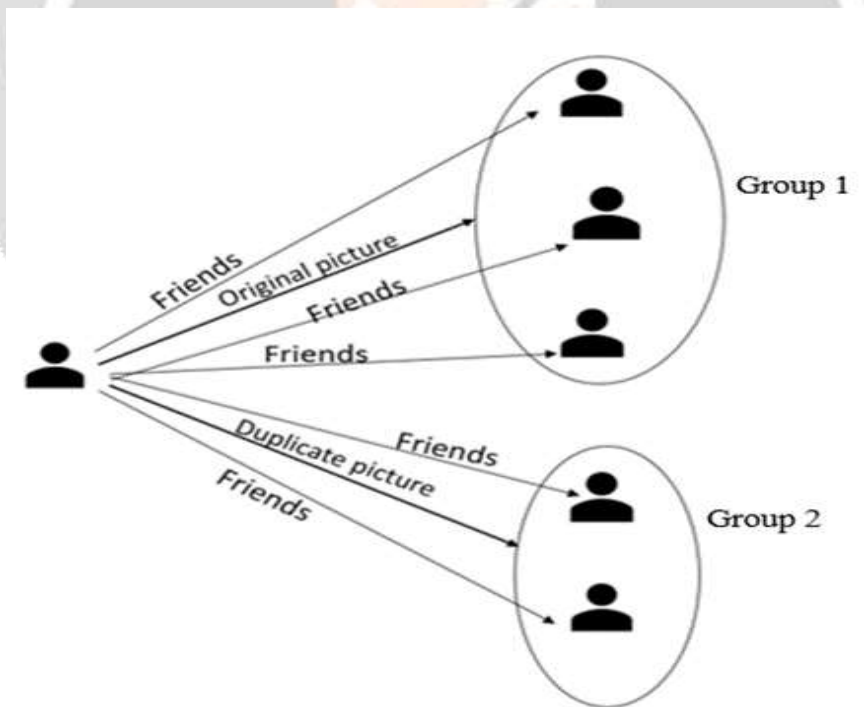 Group 1
Friends
Original picture
Friends
Friends
Friends
Duplicate picture
Friends
Group 2